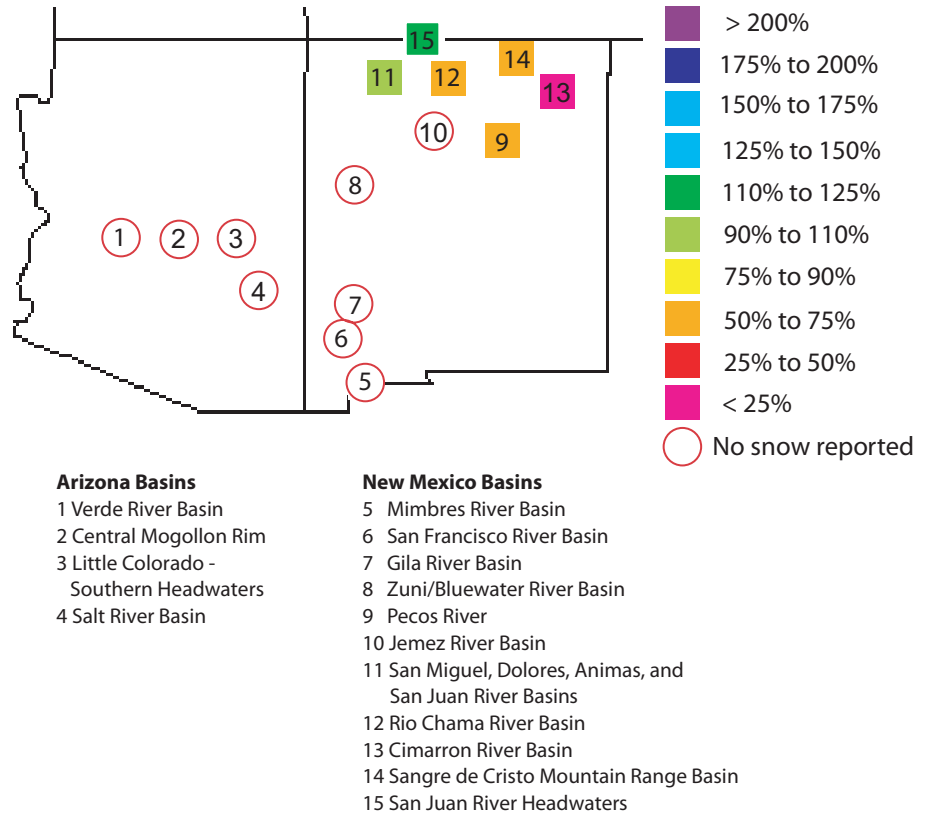 15
14
11
12
13
10
9
8
1
2
3
4
7
6
5
> 200%
175% to 200%
150% to 175%
125% to 150%
110% to 125%
90% to 110%
75% to 90%
50% to 75%
25% to 50%
< 25%
No snow reported
Arizona Basins
1 Verde River Basin
2 Central Mogollon Rim
3 Little Colorado -
Southern Headwaters
4 Salt River Basin
New Mexico Basins
5 Mimbres River Basin
6 San Francisco River Basin
7 Gila River Basin
8 Zuni/Bluewater River Basin
9 Pecos River
10 Jemez River Basin
11 San Miguel, Dolores, Animas, and
San Juan River Basins
12 Rio Chama River Basin
13 Cimarron River Basin
14 Sangre de Cristo Mountain Range Basin
15 San Juan River Headwaters